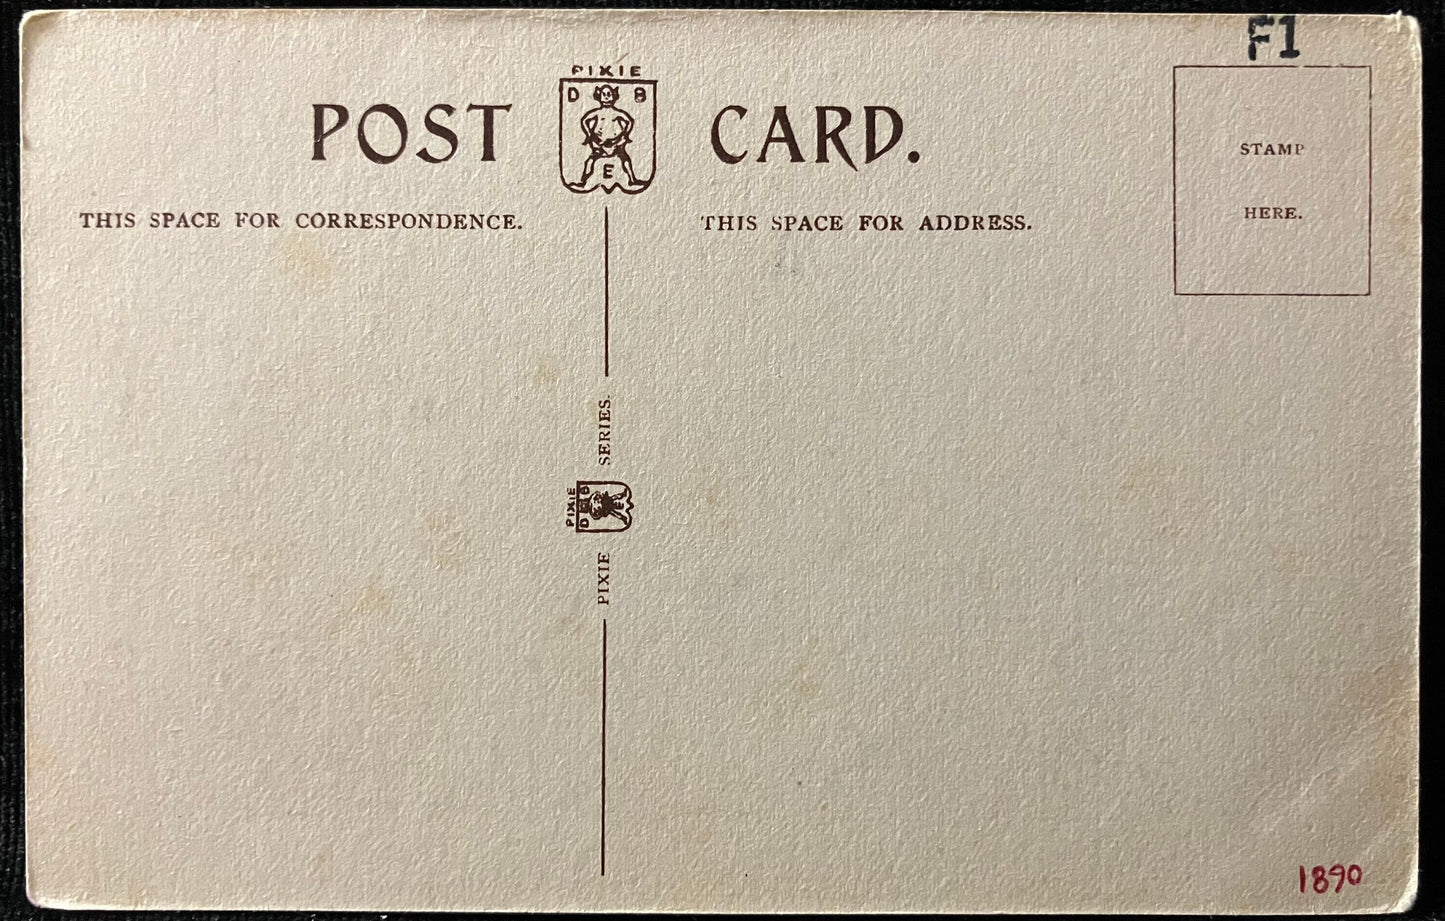 F1
PIXIE
D B
E
POST CARD.
STAMP
HERE.
THIS SPACE FOR CORRESPONDENCE.
THIS SPACE FOR ADDRESS.
PIXIE
D B
E
PIXIE SERIES.
1890